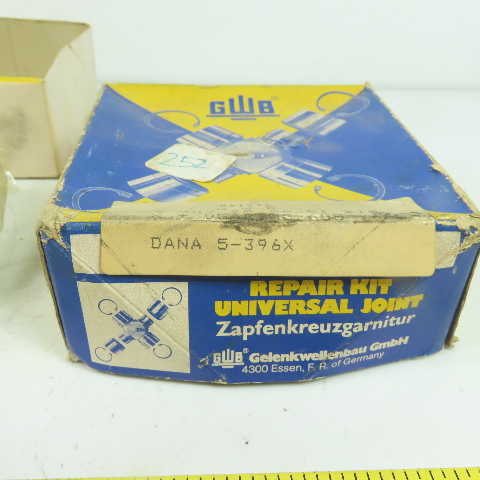 GWB
252
DANA 5-396X
REPAIR KIT
UNIVERSAL JOINT
Zapfenkreuzgarnitur
GWB® Gelenkwellenbau GmbH
4300 Essen, F. R. of Germany